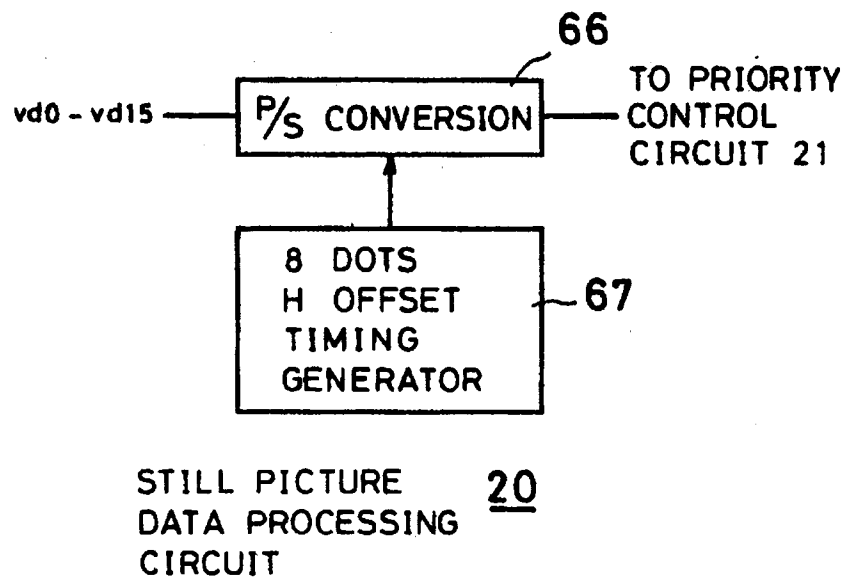 66
vd0 - vd15
P/S CONVERSION
TO PRIORITY
CONTROL
CIRCUIT 21
8 DOTS
H OFFSET
TIMING
GENERATOR
67
STILL PICTURE
DATA PROCESSING
CIRCUIT
20